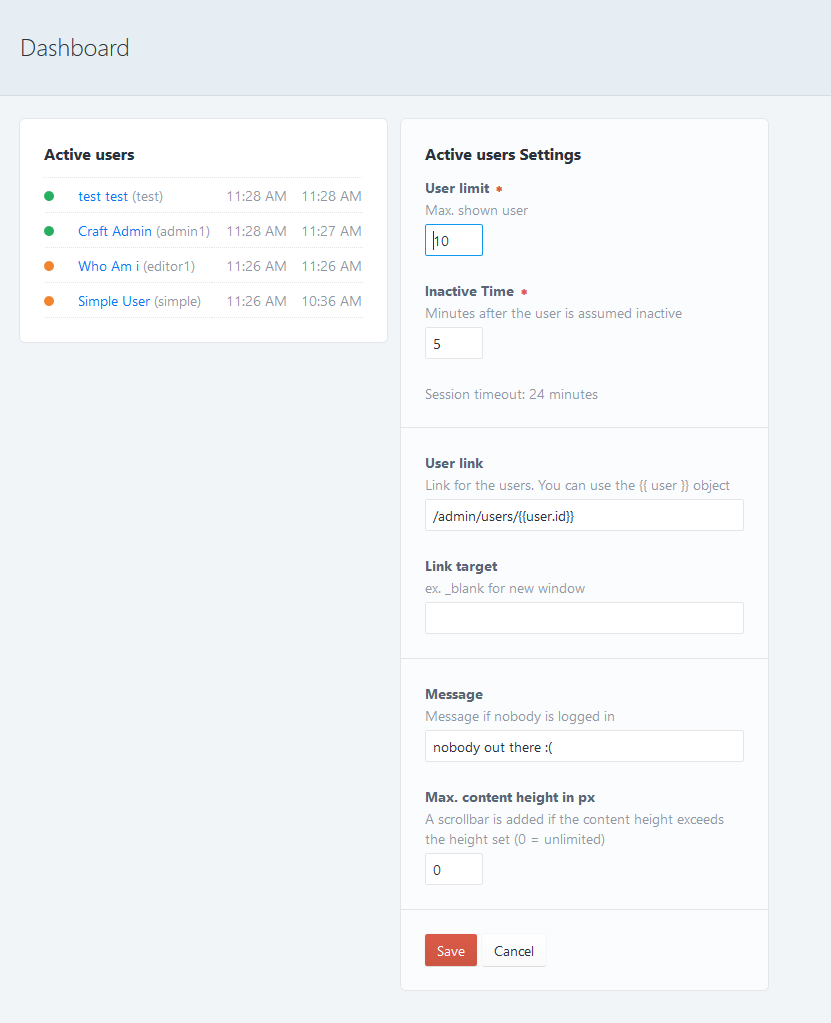 Dashboard
Active users
test test (test) 11:28 AM 11:28 AM
Craft Admin (admin1) 11:28 AM 11:27 AM
Who Am i (editor1) 11:26 AM 11:26 AM
Simple User (simple) 11:26 AM 10:36 AM
Active users Settings
User limit *
Max. shown user
10
Inactive Time *
Minutes after the user is assumed inactive
5
Session timeout: 24 minutes
User link
Link for the users. You can use the {{ user }} object
/admin/users/{{user.id}}
Link target
ex. _blank for new window
Message
Message if nobody is logged in
nobody out there :(
Max. content height in px
A scrollbar is added if the content height exceeds
the height set (0 = unlimited)
0
Save Cancel